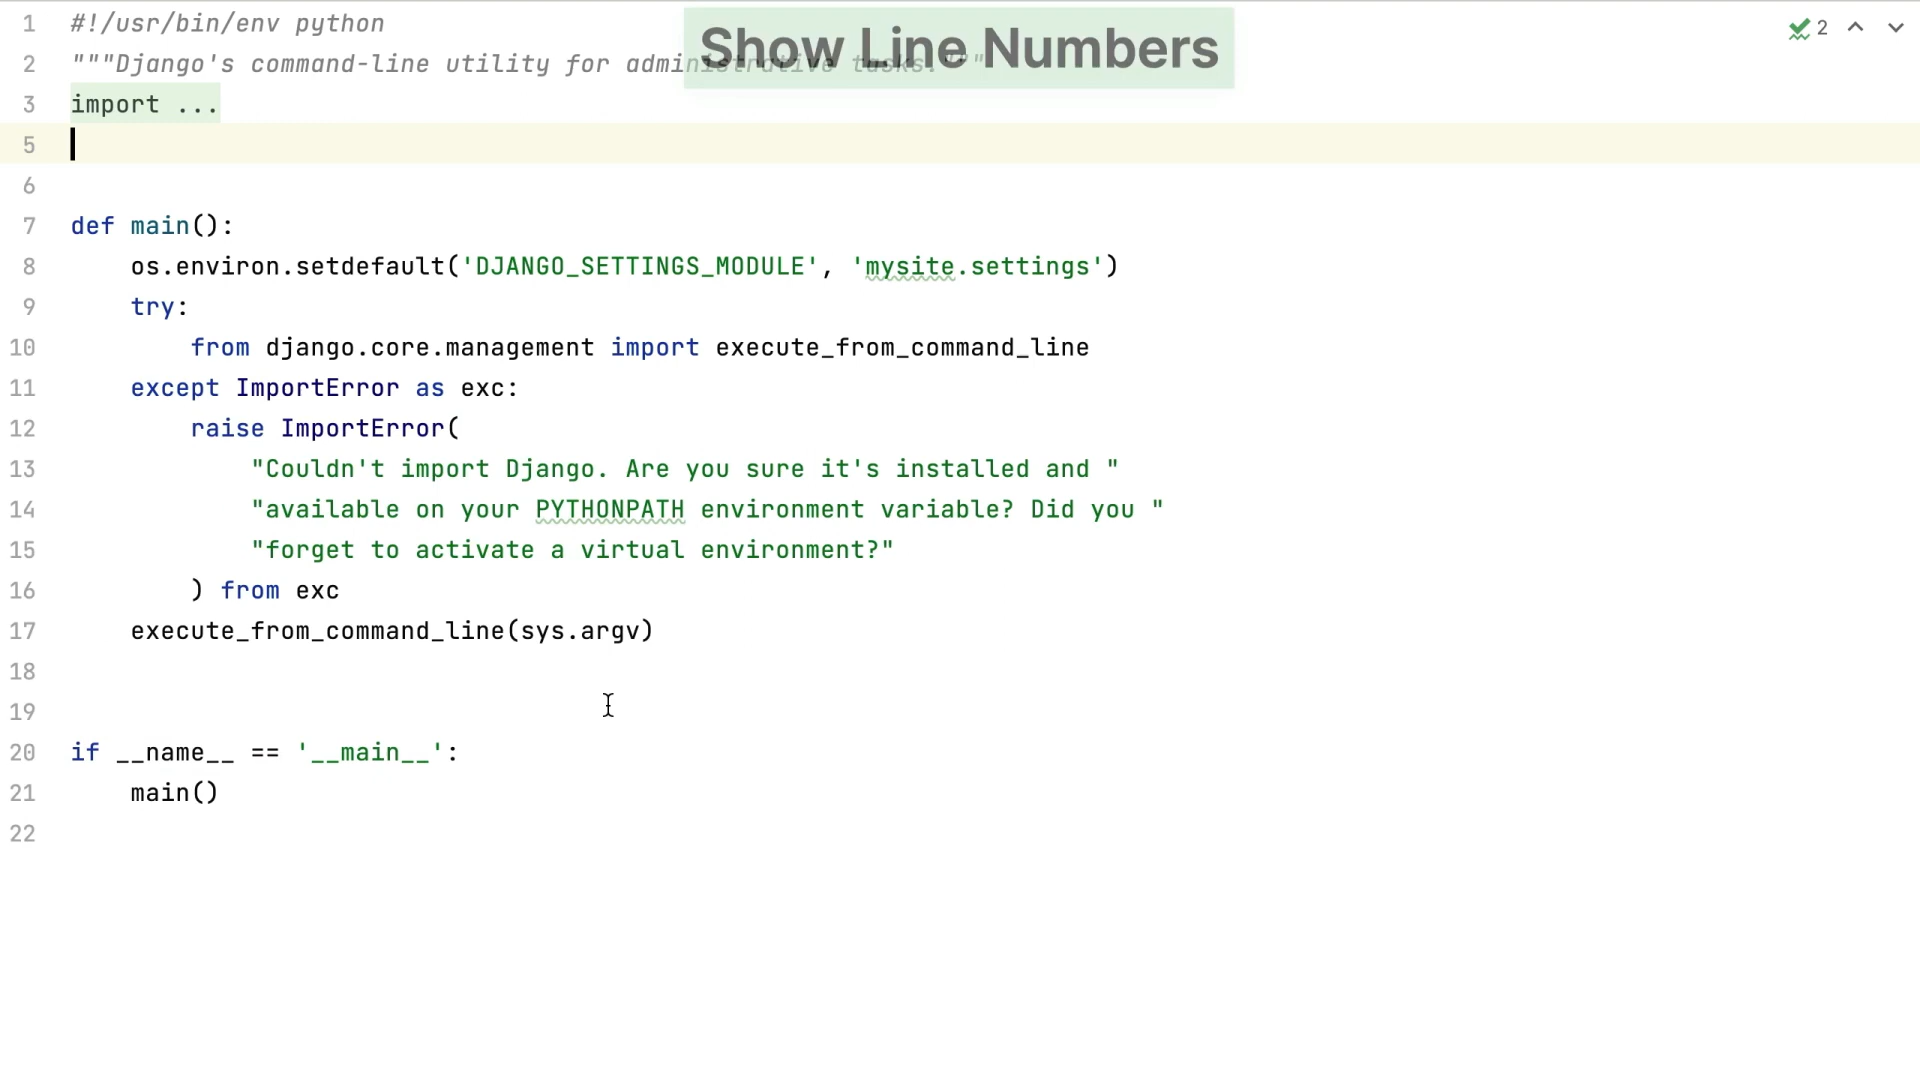 Show Line Numbers
2
1 #!/usr/bin/env python
2 """Django's command-line utility for administrative tasks."""
3 import ...
5
6
7 def main():
8     os.environ.setdefault('DJANGO_SETTINGS_MODULE', 'mysite.settings')
9     try:
10         from django.core.management import execute_from_command_line
11     except ImportError as exc:
12         raise ImportError(
13             "Couldn't import Django. Are you sure it's installed and "
14             "available on your PYTHONPATH environment variable? Did you "
15             "forget to activate a virtual environment?"
16         ) from exc
17     execute_from_command_line(sys.argv)
18
19
20 if __name__ == '__main__':
21     main()
22